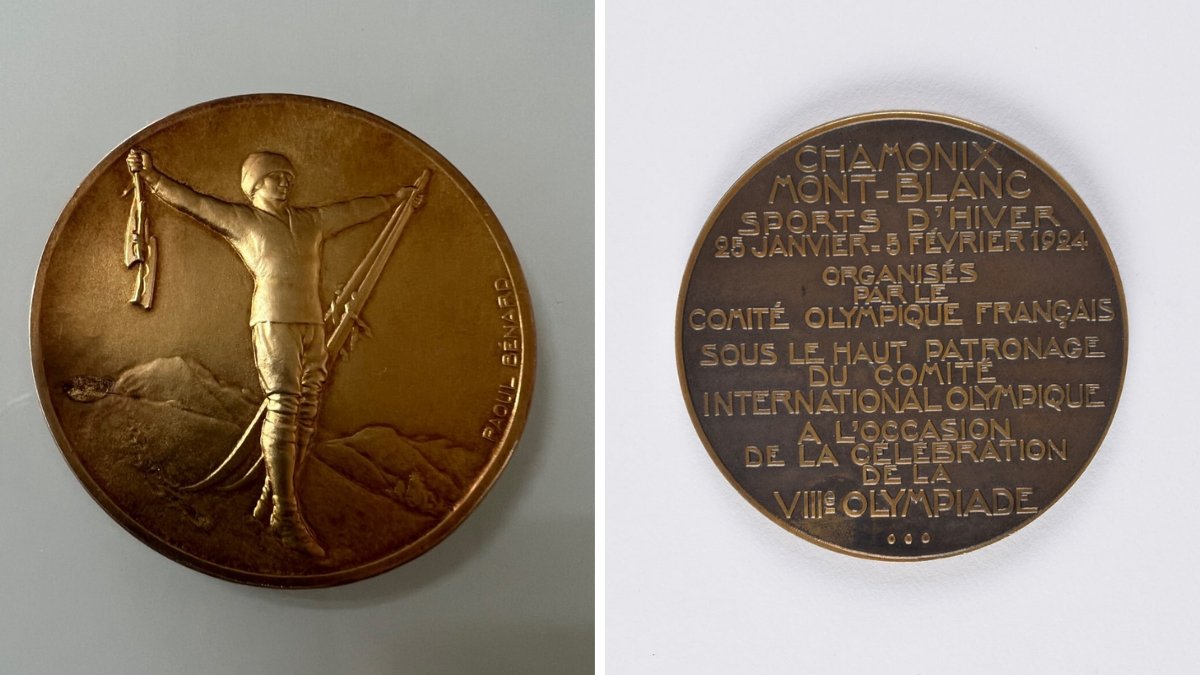 RAOUL BÉNARD
CHAMONIX
MONT-BLANC
SPORTS D'HIVER
25 JANVIER-5 FÉVRIER 1924
ORGANISÉS
PAR LE
COMITÉ OLYMPIQUE FRANÇAIS
SOUS LE HAUT PATRONAGE
DU COMITÉ
INTERNATIONAL OLYMPIQUE
A L'OCCASION
DE LA CÉLÉBRATION
DE LA
VIIIe OLYMPIADE